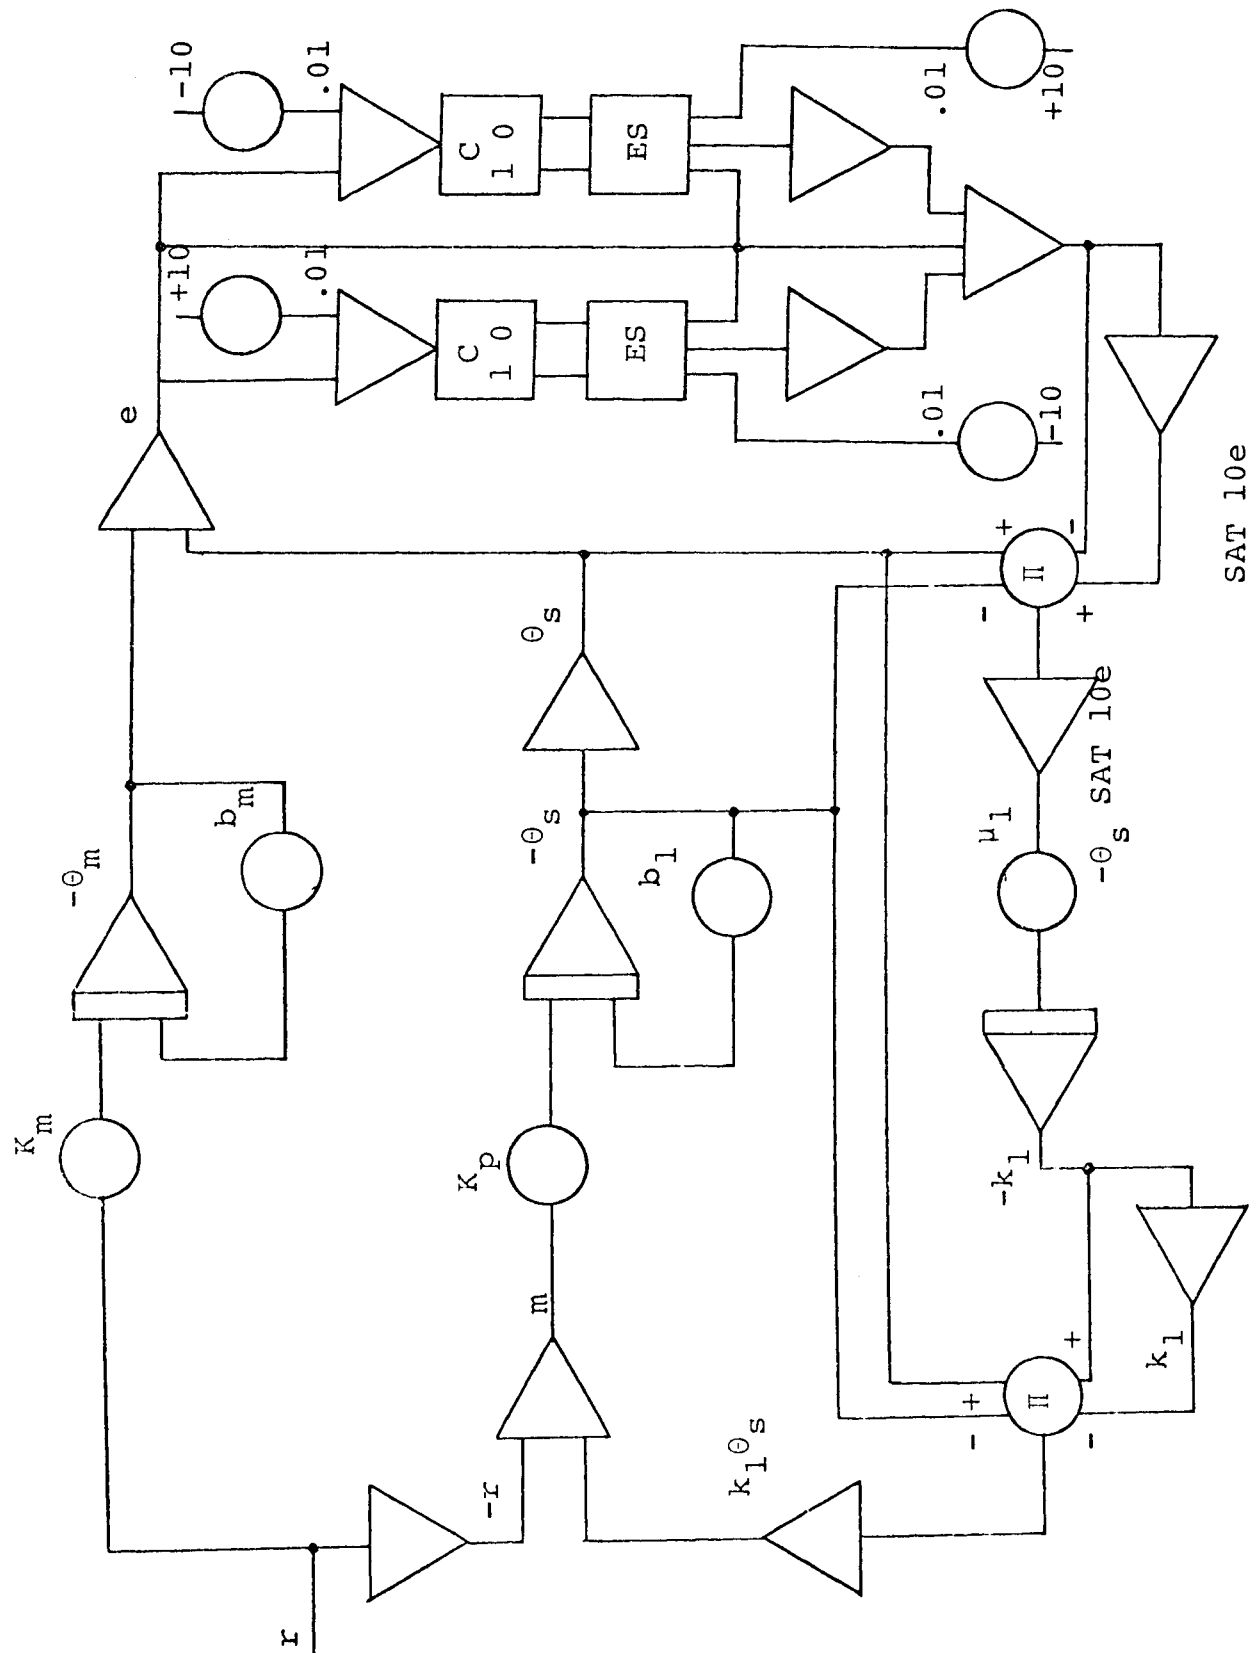 -10
.01
C
1 0
ES
.01
+10
+10
.01
C
1 0
ES
.01
-10
e
SAT 10e
-θm
bm
Km
θs
-θs
b1
Kp
m
-r
r
k1θs
+
-
Π
-
+
SAT 10e
μ1
-θs
-k1
k1
+
-
Π
+
-